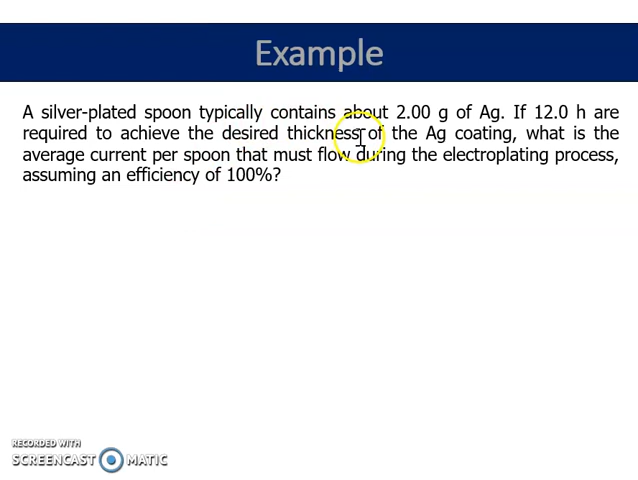 Example
A silver-plated spoon typically contains about 2.00 g of Ag. If 12.0 h are
required to achieve the desired thickness of the Ag coating, what is the
average current per spoon that must flow during the electroplating process,
assuming an efficiency of 100%?
RECORDED WITH
SCREENCAST MATIC